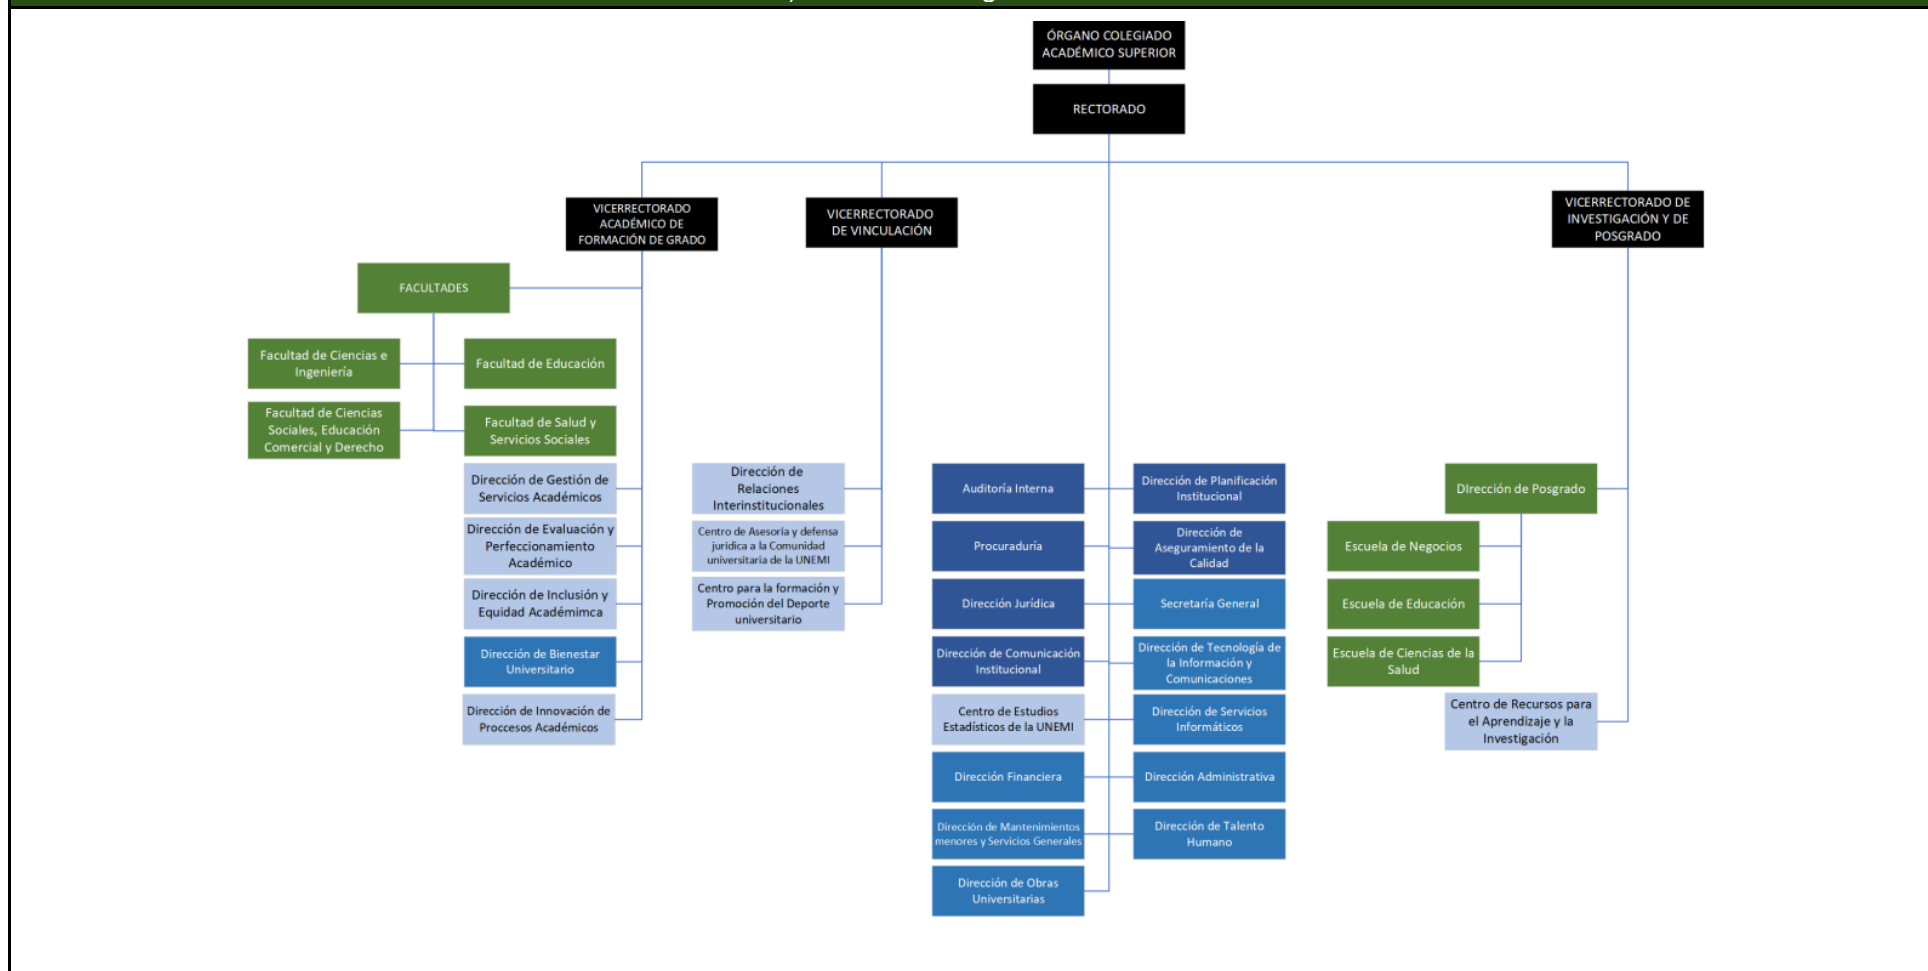 ÓRGANO COLEGIADO
ACADÉMICO SUPERIOR
RECTORADO
VICERRECTORADO
ACADÉMICO DE
FORMACIÓN DE GRADO
VICERRECTORADO
DE VINCULACIÓN
VICERRECTORADO DE
INVESTIGACIÓN Y DE
POSGRADO
FACULTADES
Facultad de Ciencias e
Ingeniería
Facultad de Educación
Facultad de Ciencias
Sociales, Educación
Comercial y Derecho
Facultad de Salud y
Servicios Sociales
Dirección de Gestión de
Servicios Académicos
Dirección de Evaluación y
Perfeccionamiento
Académico
Dirección de Inclusión y
Equidad Académimca
Dirección de Bienestar
Universitario
Dirección de Innovación de
Proccesos Académicos
Dirección de
Relaciones
Interinstitucionales
Centro de Asesoría y defensa
jurídica a la Comunidad
universitaria de la UNEMI
Centro para la formación y
Promoción del Deporte
universitario
Auditoría Interna
Dirección de Planificación
Institucional
Procuraduría
Dirección de
Aseguramiento de la
Calidad
Dirección Jurídica
Secretaría General
Dirección de Comunicación
Institucional
Dirección de Tecnología de
la Información y
Comunicaciones
Centro de Estudios
Estadísticos de la UNEMI
Dirección de Servicios
Informáticos
Dirección Financiera
Dirección Administrativa
Dirección de Mantenimientos
menores y Servicios Generales
Dirección de Talento
Humano
Dirección de Obras
Universitarias
DIrección de Posgrado
Escuela de Negocios
Escuela de Educación
Escuela de Ciencias de la
Salud
Centro de Recursos para
el Aprendizaje y la
Investigación